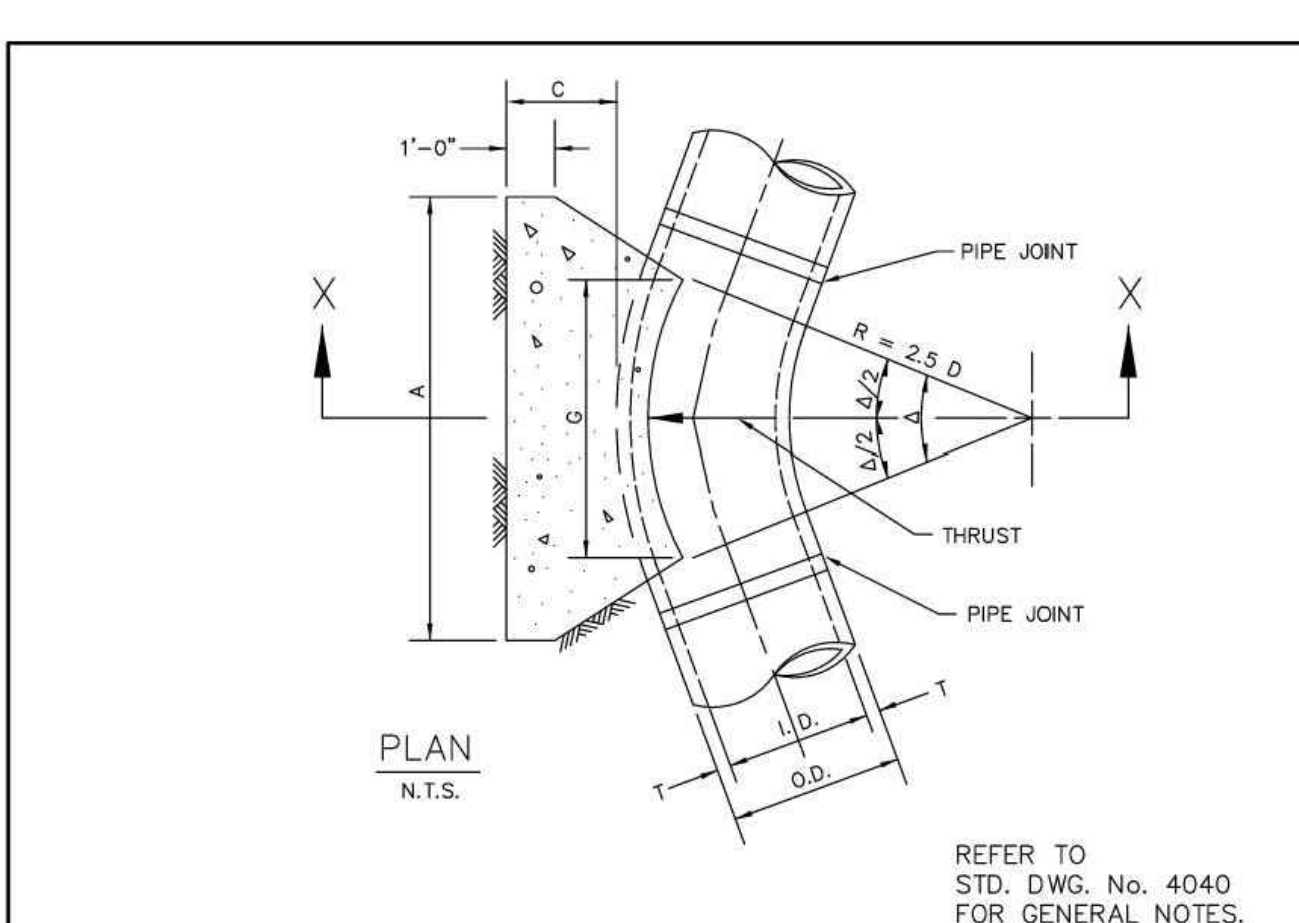 C
1'-0"
PIPE JOINT
X
X
R = 2.5 D
A
G
Δ/2
Δ
Δ/2
THRUST
PIPE JOINT
T
I. D.
T
O.D.
PLAN
N.T.S.
REFER TO
STD. DWG. No. 4040
FOR GENERAL NOTES.